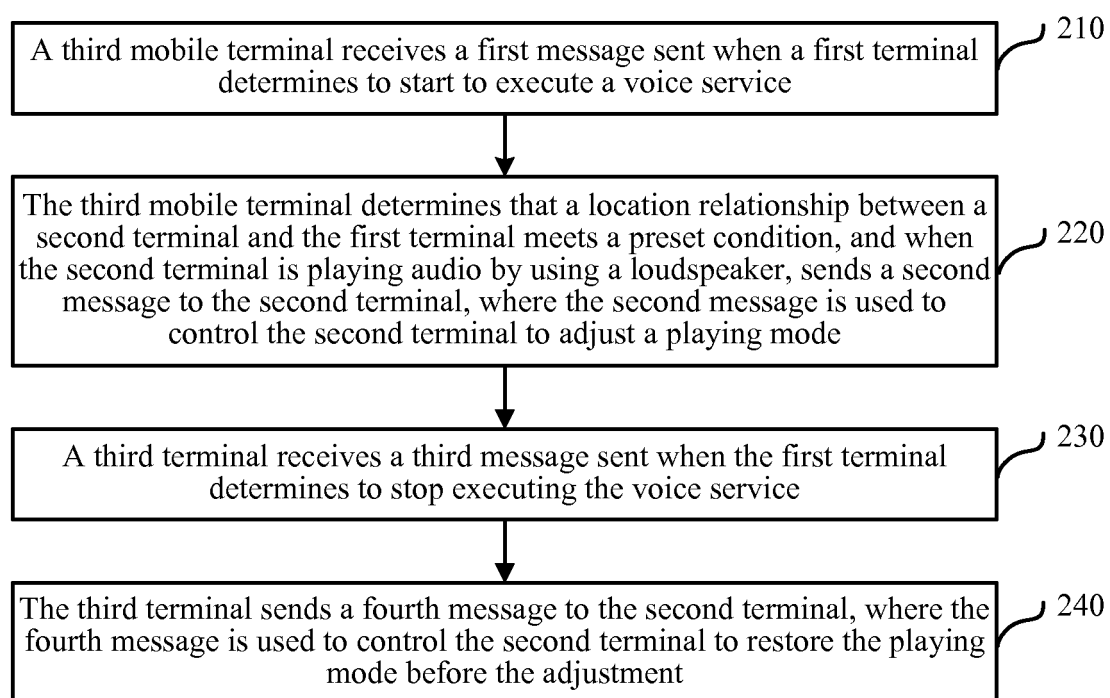 A third mobile terminal receives a first message sent when a first terminal
determines to start to execute a voice service
210
The third mobile terminal determines that a location relationship between a
second terminal and the first terminal meets a preset condition, and when
the second terminal is playing audio by using a loudspeaker, sends a second
message to the second terminal, where the second message is used to
control the second terminal to adjust a playing mode
220
A third terminal receives a third message sent when the first terminal
determines to stop executing the voice service
230
The third terminal sends a fourth message to the second terminal, where the
fourth message is used to control the second terminal to restore the playing
mode before the adjustment
240